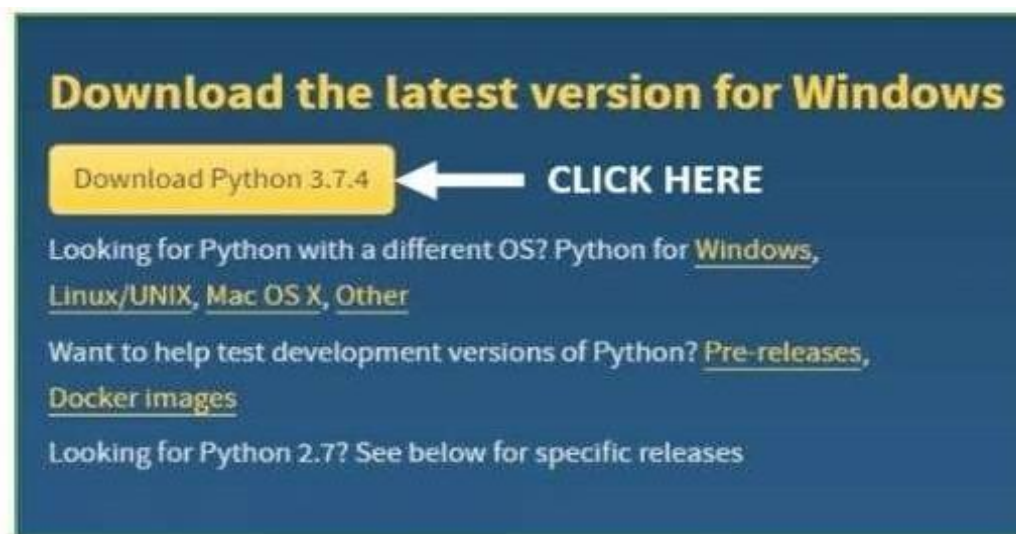 Download the latest version for Windows
Download Python 3.7.4 CLICK HERE
Looking for Python with a different OS? Python for Windows,
Linux/UNIX, Mac OS X, Other
Want to help test development versions of Python? Pre-releases,
Docker images
Looking for Python 2.7? See below for specific releases